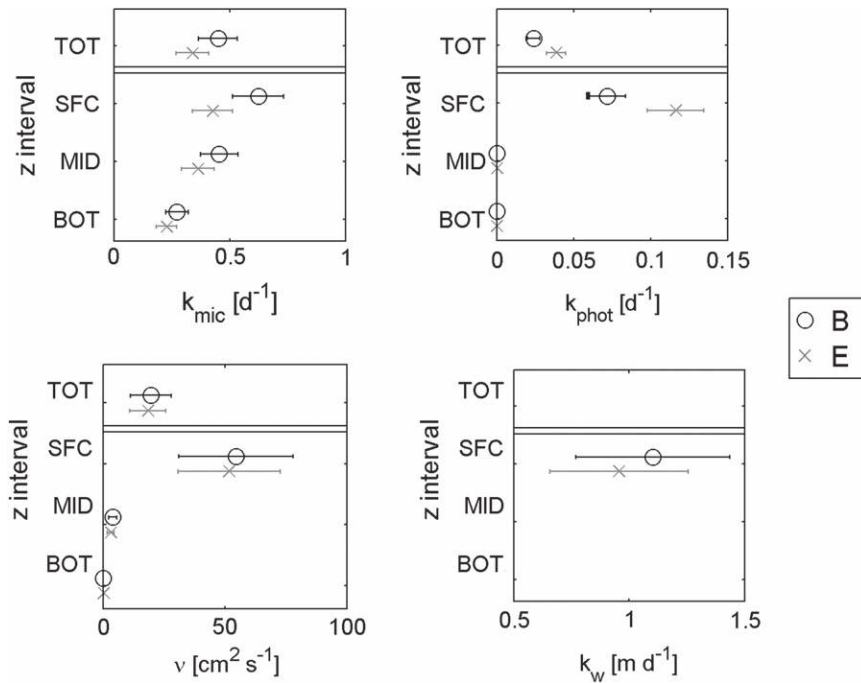 TOT
SFC
MID
BOT
z interval
0 0.5 1
k_mic [d⁻¹]
TOT
SFC
MID
BOT
z interval
0 0.05 0.1 0.15
k_phot [d⁻¹]
B
E
TOT
SFC
MID
BOT
z interval
0 50 100
ν [cm² s⁻¹]
TOT
SFC
MID
BOT
z interval
0.5 1 1.5
k_w [m d⁻¹]